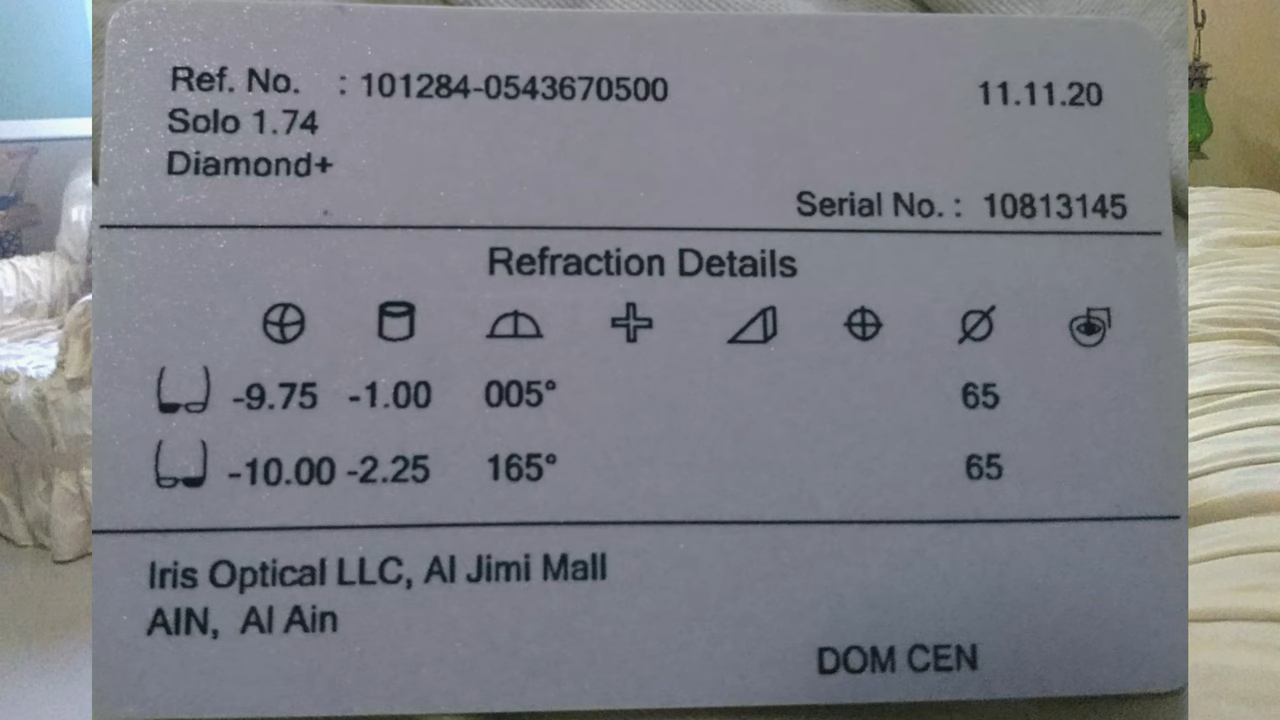 Ref. No. : 101284-0543670500 11.11.20
Solo 1.74
Diamond+
Serial No. : 10813145
Refraction Details
-9.75 -1.00 005° 65
-10.00 -2.25 165° 65
Iris Optical LLC, Al Jimi Mall
AIN, Al Ain
DOM CEN